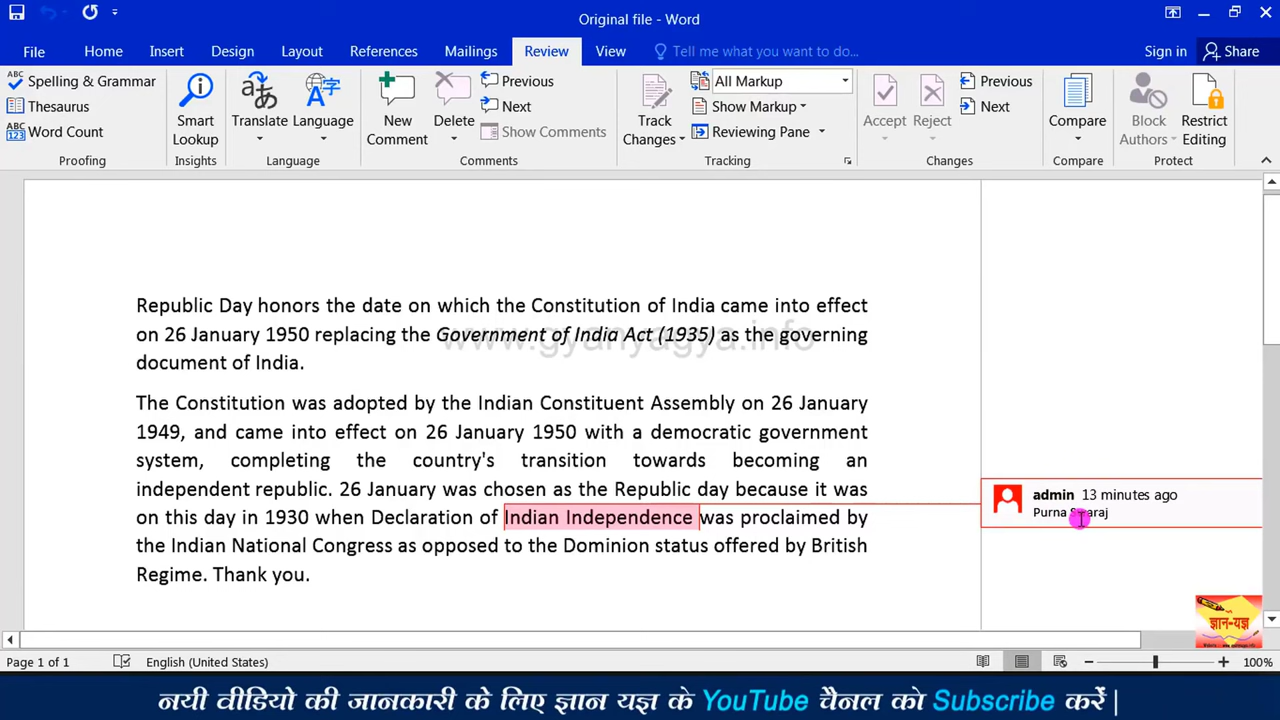 Original file - Word
File Home Insert Design Layout References Mailings Review View Tell me what you want to do... Sign in Share
Spelling & Grammar
Thesaurus
Word Count
Proofing
Smart Lookup
Insights
Translate Language
Language
New Comment
Delete
Previous
Next
Show Comments
Comments
Track Changes
All Markup
Show Markup
Reviewing Pane
Tracking
Accept
Reject
Previous
Next
Changes
Compare
Compare
Block Authors
Restrict Editing
Protect
Republic Day honors the date on which the Constitution of India came into effect
on 26 January 1950 replacing the Government of India Act (1935) as the governing
document of India.
www.gyanyagya.info
The Constitution was adopted by the Indian Constituent Assembly on 26 January
1949, and came into effect on 26 January 1950 with a democratic government
system, completing the country's transition towards becoming an
independent republic. 26 January was chosen as the Republic day because it was
on this day in 1930 when Declaration of Indian Independence was proclaimed by
the Indian National Congress as opposed to the Dominion status offered by British
Regime. Thank you.
admin 13 minutes ago
Purna Swaraj
ज्ञान-यज्ञ
Page 1 of 1 English (United States) 100%
नयी वीडियो की जानकारी के लिए ज्ञान यज्ञ के YouTube चैनल को Subscribe करें |